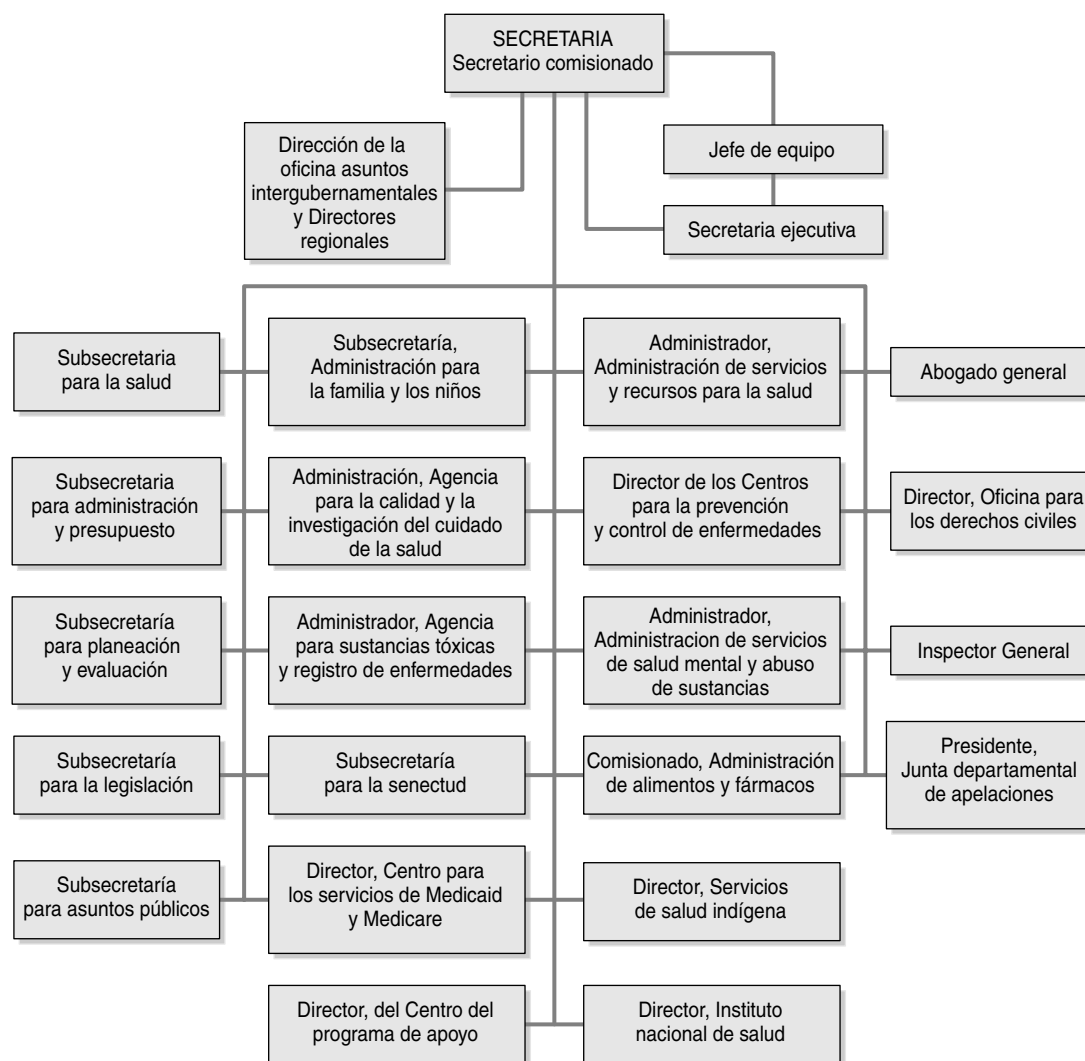 SECRETARIA
Secretario comisionado
Dirección de la
oficina asuntos
intergubernamentales
y Directores
regionales
Jefe de equipo
Secretaria ejecutiva
Subsecretaria
para la salud
Subsecretaría,
Administración para
la familia y los niños
Administrador,
Administración de servicios
y recursos para la salud
Abogado general
Subsecretaria
para administración
y presupuesto
Administración, Agencia
para la calidad y la
investigación del cuidado
de la salud
Director de los Centros
para la prevención
y control de enfermedades
Director, Oficina para
los derechos civiles
Subsecretaría
para planeación
y evaluación
Administrador, Agencia
para sustancias tóxicas
y registro de enfermedades
Administrador,
Administracion de servicios
de salud mental y abuso
de sustancias
Inspector General
Subsecretaría
para la legislación
Subsecretaría
para la senectud
Comisionado, Administración
de alimentos y fármacos
Presidente,
Junta departamental
de apelaciones
Subsecretaría
para asuntos públicos
Director, Centro para
los servicios de Medicaid
y Medicare
Director, Servicios
de salud indígena
Director, del Centro del
programa de apoyo
Director, Instituto
nacional de salud